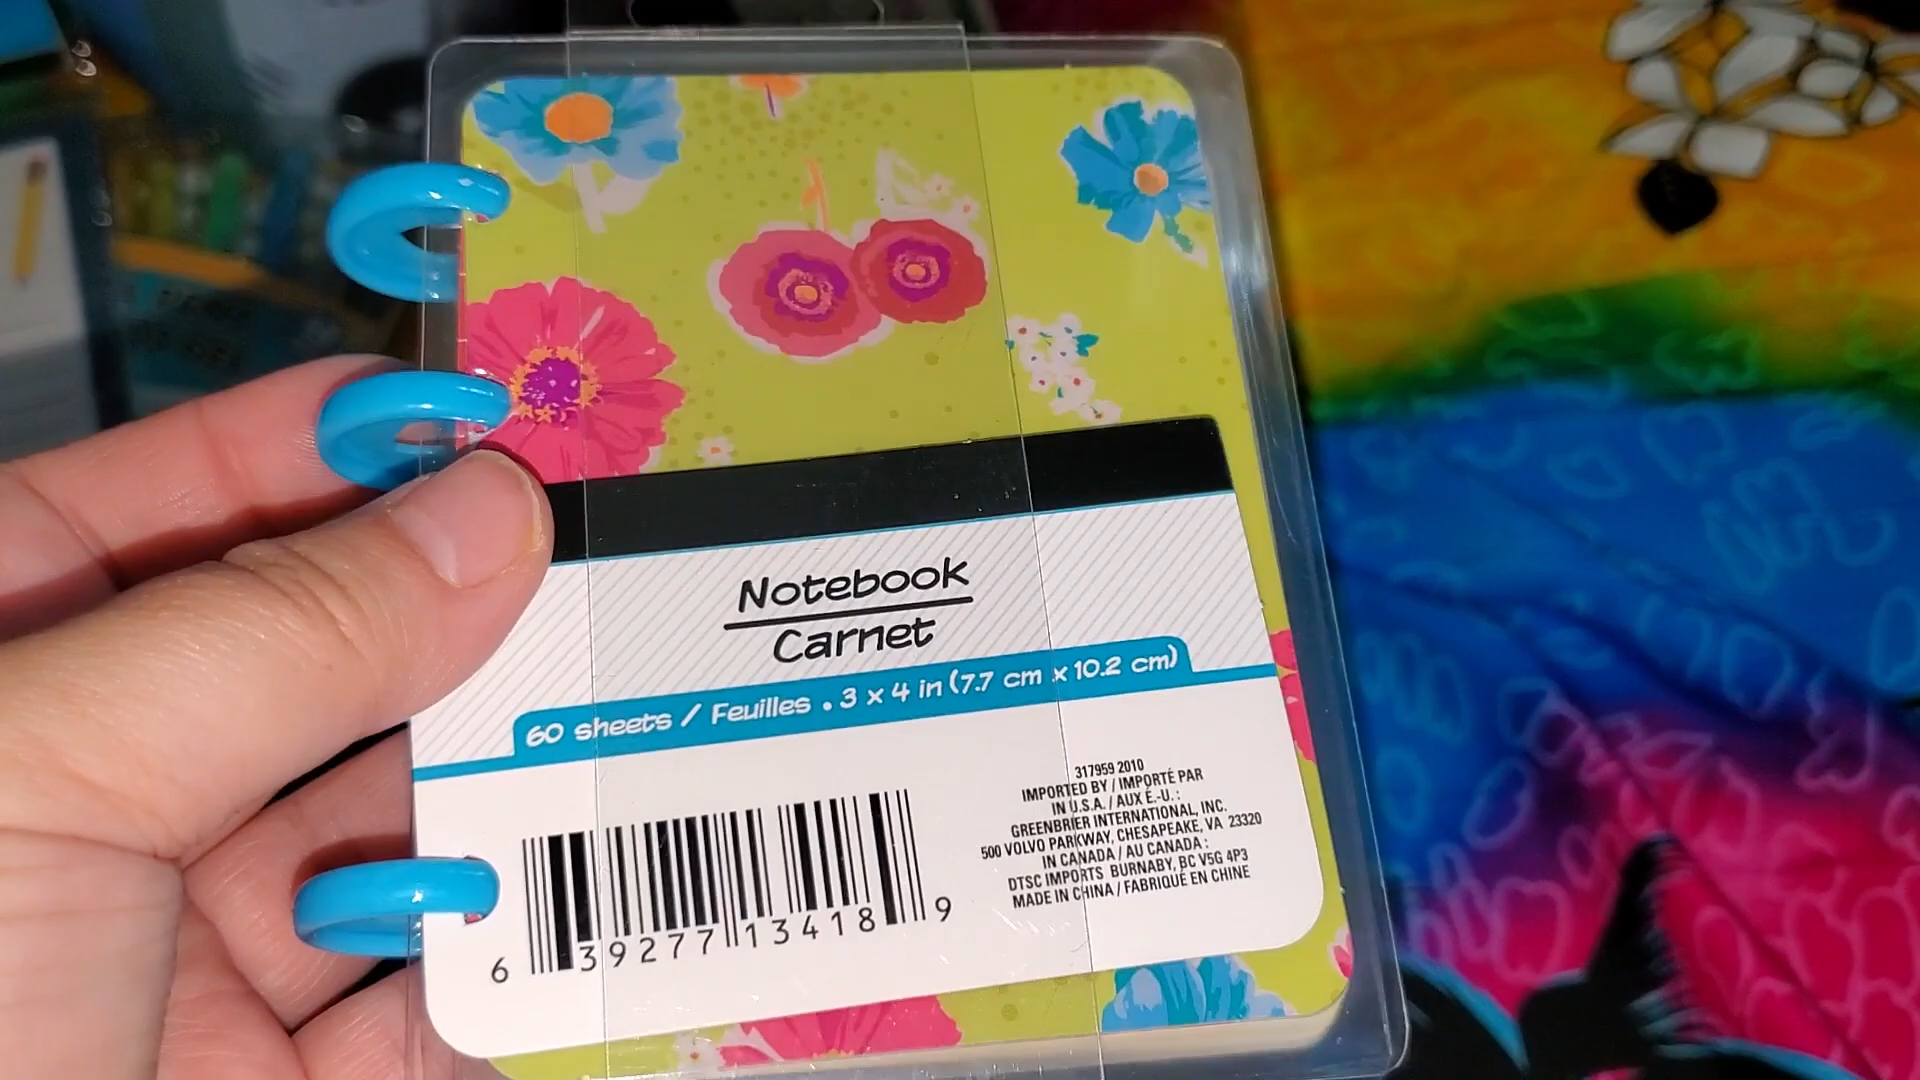 Notebook
Carnet
60 sheets / Feuilles . 3 x 4 in (7.7 cm x 10.2 cm)
6 39277 13418 9
317959 2010
IMPORTED BY / IMPORTÉ PAR
IN U.S.A. / AUX É.-U. :
GREENBRIER INTERNATIONAL, INC.
500 VOLVO PARKWAY, CHESAPEAKE, VA 23320
IN CANADA / AU CANADA :
DTSC IMPORTS BURNABY, BC V5G 4P3
MADE IN CHINA / FABRIQUÉ EN CHINE